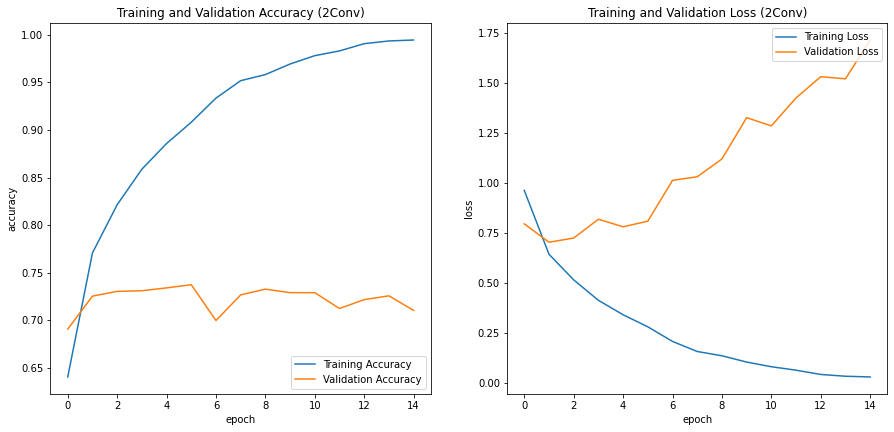 Training and Validation Accuracy (2Conv)
1.00
0.95
0.90
0.85
0.80
0.75
0.70
0.65
accuracy
0 2 4 6 8 10 12 14
epoch
Training Accuracy
Validation Accuracy
Training and Validation Loss (2Conv)
1.75
1.50
1.25
1.00
0.75
0.50
0.25
0.00
loss
0 2 4 6 8 10 12 14
epoch
Training Loss
Validation Loss